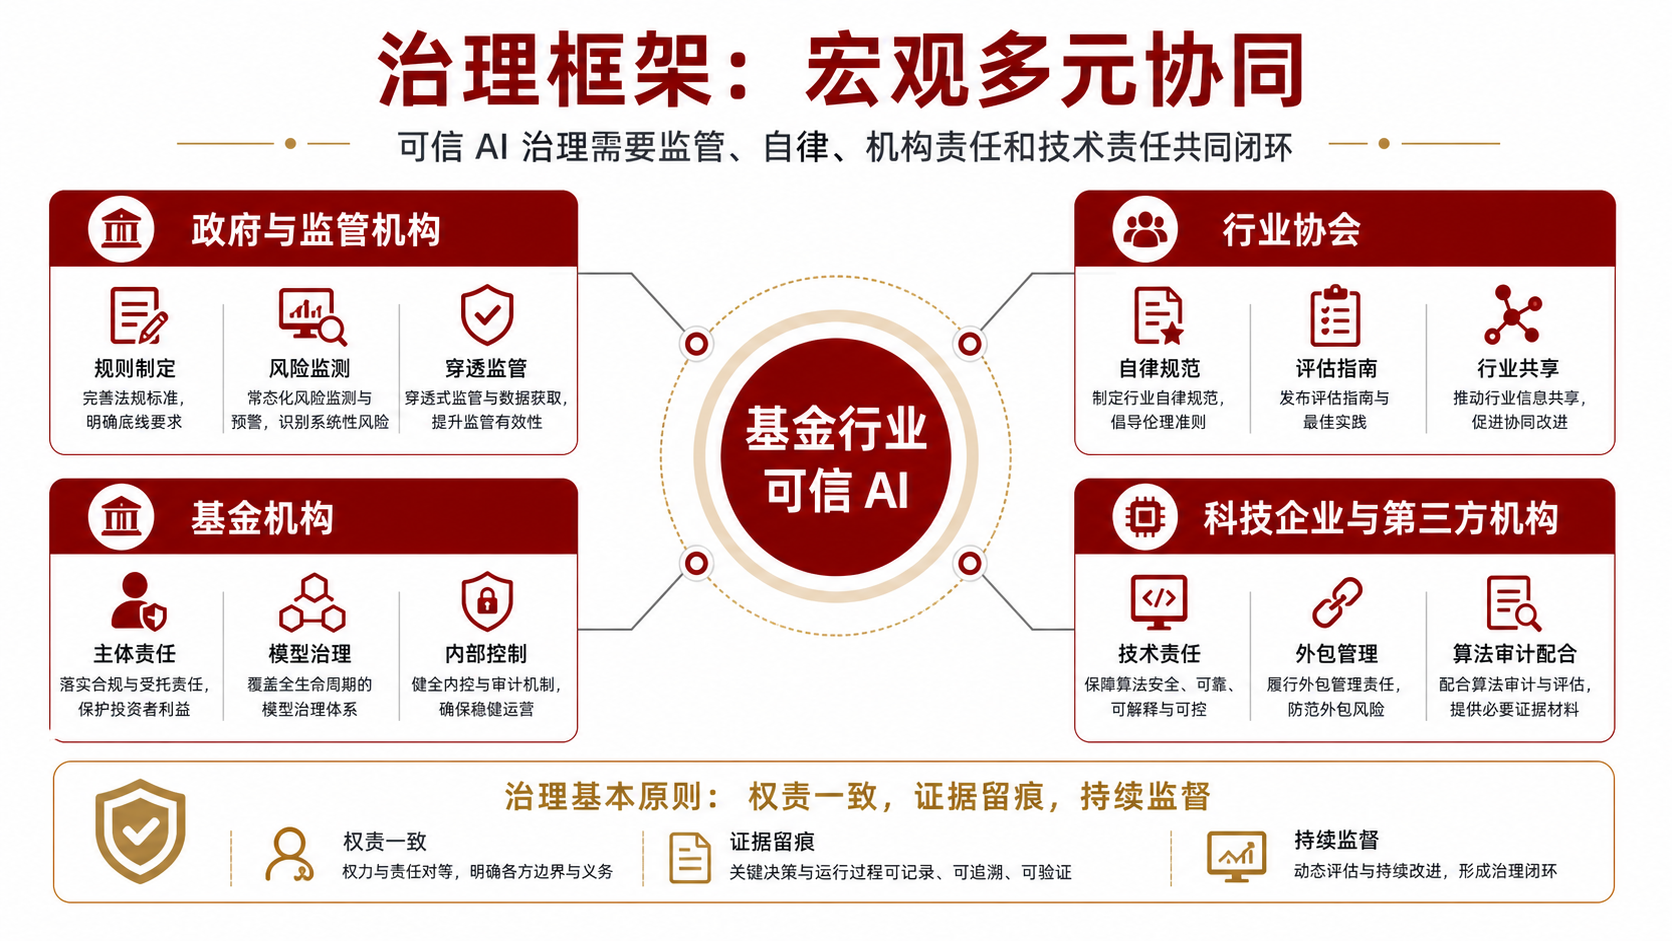 治理框架：宏观多元协同
可信 AI 治理需要监管、自律、机构责任和技术责任共同闭环
政府与监管机构
规则制定
完善法规标准，
明确底线要求
风险监测
常态化风险监测与
预警，识别系统性风险
穿透监管
穿透式监管与数据获取，
提升监管有效性
行业协会
自律规范
制定行业自律规范，
倡导伦理准则
评估指南
发布评估指南与
最佳实践
行业共享
推动行业信息共享，
促进协同改进
基金行业
可信 AI
基金机构
主体责任
落实合规与受托责任，
保护投资者利益
模型治理
覆盖全生命周期的
模型治理体系
内部控制
健全内控与审计机制，
确保稳健运营
科技企业与第三方机构
技术责任
保障算法安全、可靠、
可解释与可控
外包管理
履行外包管理责任，
防范外包风险
算法审计配合
配合算法审计与评估，
提供必要证据材料
治理基本原则： 权责一致，证据留痕，持续监督
权责一致
权力与责任对等，明确各方边界与义务
证据留痕
关键决策与运行过程可记录、可追溯、可验证
持续监督
动态评估与持续改进，形成治理闭环